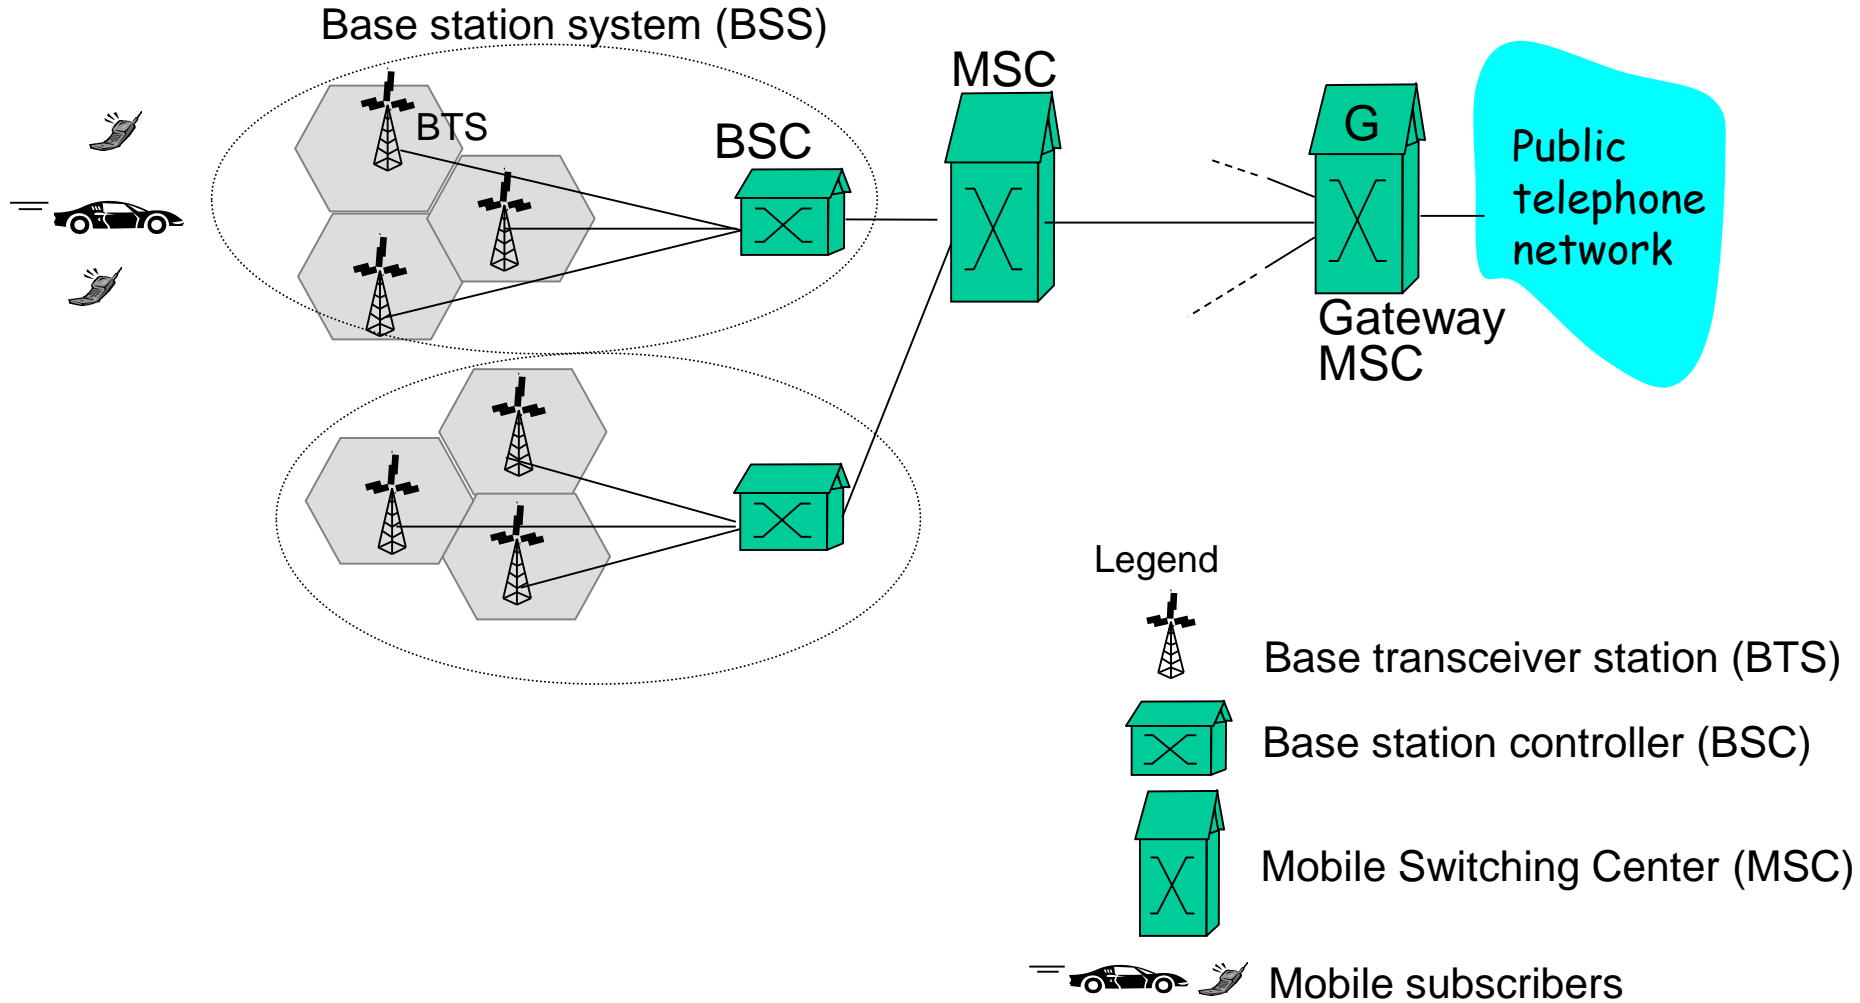 Base station system (BSS)
MSC
BTS
BSC
G
Public
telephone
network
Gateway
MSC
Legend
Base transceiver station (BTS)
Base station controller (BSC)
Mobile Switching Center (MSC)
Mobile subscribers